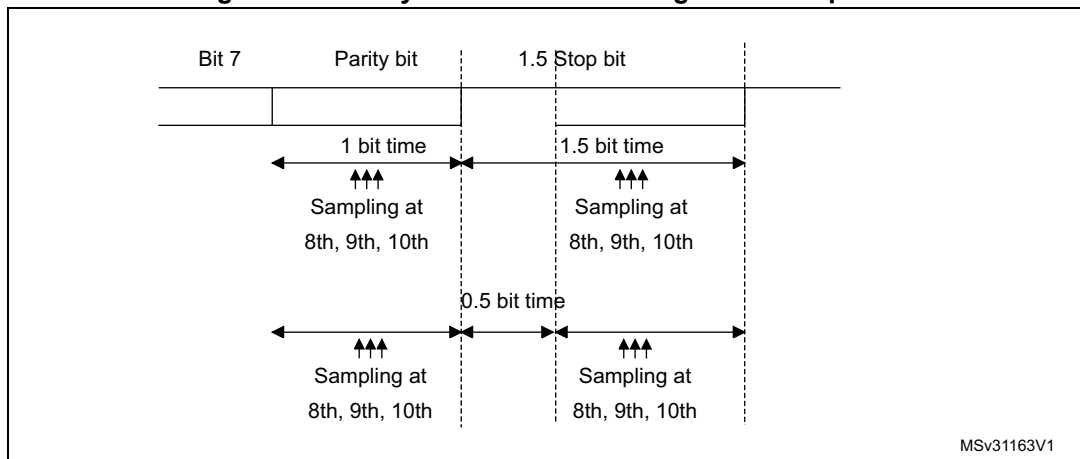 Bit 7 Parity bit 1.5 Stop bit
1 bit time 1.5 bit time
Sampling at
8th, 9th, 10th
Sampling at
8th, 9th, 10th
0.5 bit time
Sampling at
8th, 9th, 10th
Sampling at
8th, 9th, 10th
MSv31163V1